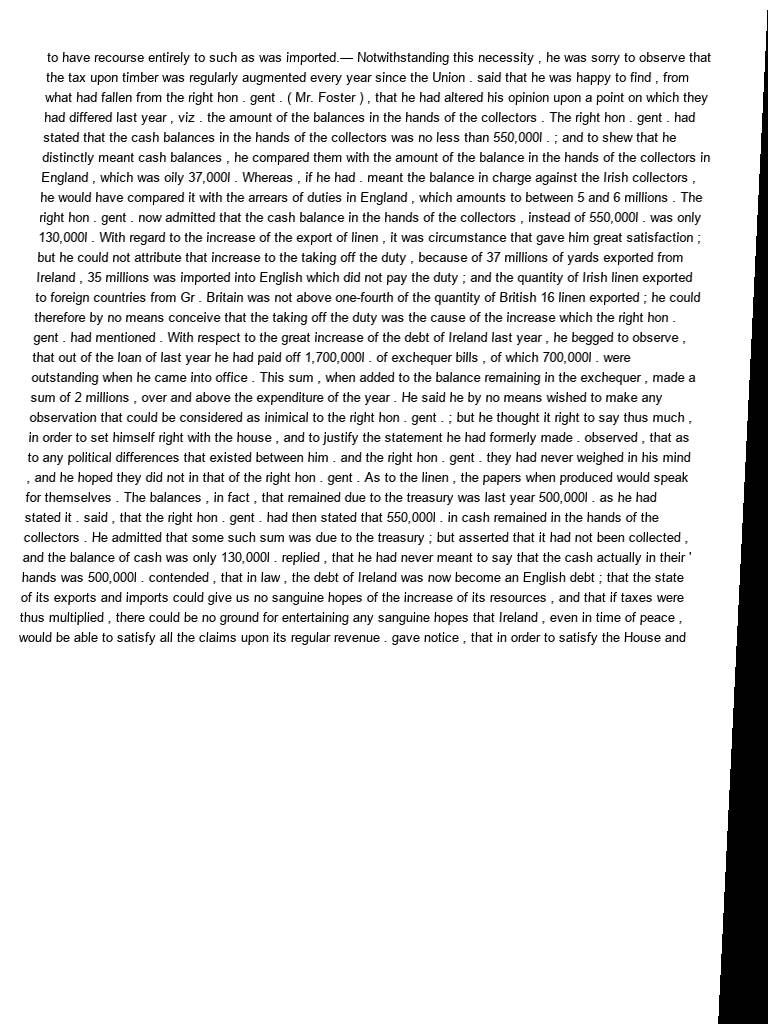 to have recourse entirely to such as was imported.— Notwithstanding this necessity , he was sorry to observe that
the tax upon timber was regularly augmented every year since the Union . said that he was happy to find , from
what had fallen from the right hon . gent . ( Mr. Foster ) , that he had altered his opinion upon a point on which they
had differed last year , viz . the amount of the balances in the hands of the collectors . The right hon . gent . had
stated that the cash balances in the hands of the collectors was no less than 550,000l . ; and to shew that he
distinctly meant cash balances , he compared them with the amount of the balance in the hands of the collectors in
England , which was oily 37,000l . Whereas , if he had . meant the balance in charge against the Irish collectors ,
he would have compared it with the arrears of duties in England , which amounts to between 5 and 6 millions . The
right hon . gent . now admitted that the cash balance in the hands of the collectors , instead of 550,000l . was only
130,000l . With regard to the increase of the export of linen , it was circumstance that gave him great satisfaction ;
but he could not attribute that increase to the taking off the duty , because of 37 millions of yards exported from
Ireland , 35 millions was imported into English which did not pay the duty ; and the quantity of Irish linen exported
to foreign countries from Gr . Britain was not above one-fourth of the quantity of British 16 linen exported ; he could
therefore by no means conceive that the taking off the duty was the cause of the increase which the right hon .
gent . had mentioned . With respect to the great increase of the debt of Ireland last year , he begged to observe ,
that out of the loan of last year he had paid off 1,700,000l . of exchequer bills , of which 700,000l . were
outstanding when he came into office . This sum , when added to the balance remaining in the exchequer , made a
sum of 2 millions , over and above the expenditure of the year . He said he by no means wished to make any
observation that could be considered as inimical to the right hon . gent . ; but he thought it right to say thus much ,
in order to set himself right with the house , and to justify the statement he had formerly made . observed , that as
to any political differences that existed between him . and the right hon . gent . they had never weighed in his mind
, and he hoped they did not in that of the right hon . gent . As to the linen , the papers when produced would speak
for themselves . The balances , in fact , that remained due to the treasury was last year 500,000l . as he had
stated it . said , that the right hon . gent . had then stated that 550,000l . in cash remained in the hands of the
collectors . He admitted that some such sum was due to the treasury ; but asserted that it had not been collected ,
and the balance of cash was only 130,000l . replied , that he had never meant to say that the cash actually in their '
hands was 500,000l . contended , that in law , the debt of Ireland was now become an English debt ; that the state
of its exports and imports could give us no sanguine hopes of the increase of its resources , and that if taxes were
thus multiplied , there could be no ground for entertaining any sanguine hopes that Ireland , even in time of peace ,
would be able to satisfy all the claims upon its regular revenue . gave notice , that in order to satisfy the House and